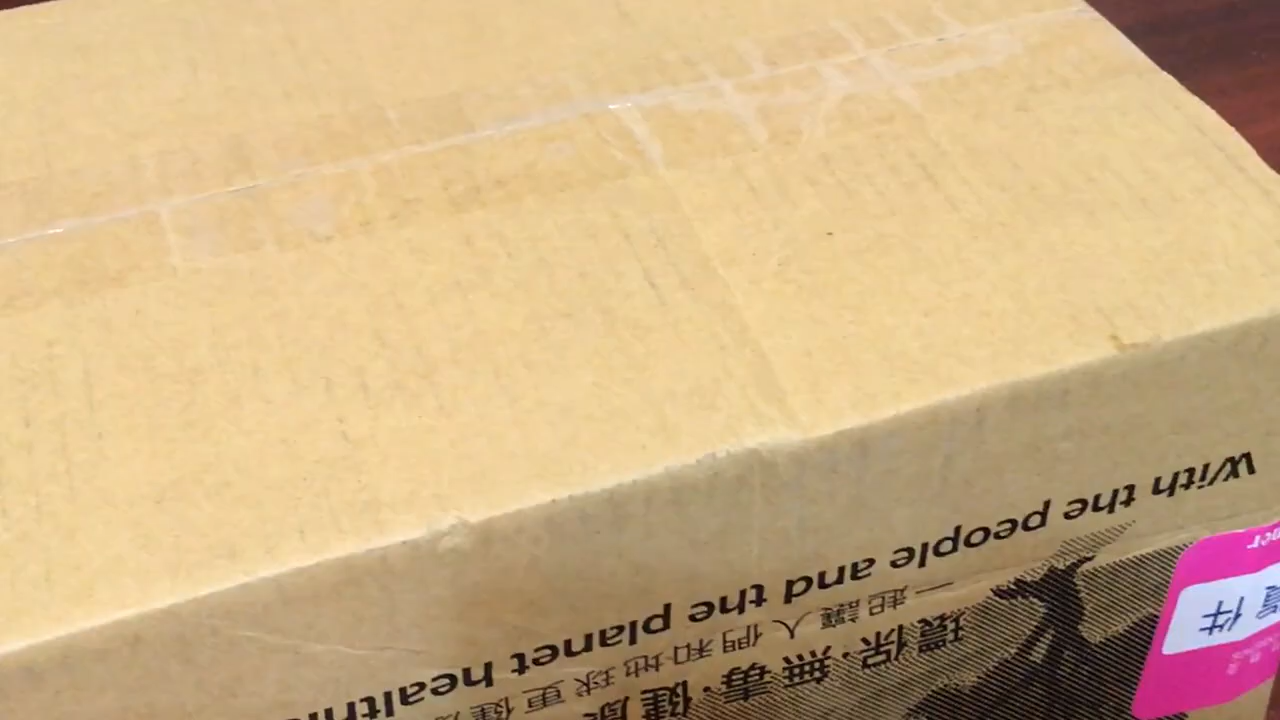 環保·無毒·健康
一起讓人們和地球更健
With the people and the planet healthi
件